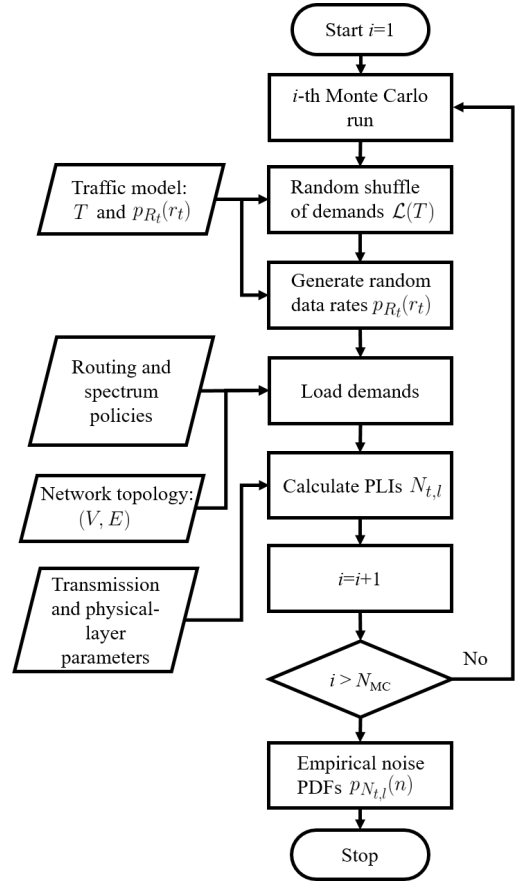 Start i=1
i-th Monte Carlo
run
Traffic model:
T and p_{R_t}(r_t)
Random shuffle
of demands ℒ(T)
Generate random
data rates p_{R_t}(r_t)
Routing and
spectrum
policies
Load demands
Network topology:
(V, E)
Calculate PLIs N_{t,l}
Transmission
and physical-
layer
parameters
i=i+1
i > N_{MC}
No
Empirical noise
PDFs p_{N_{t,l}}(n)
Stop